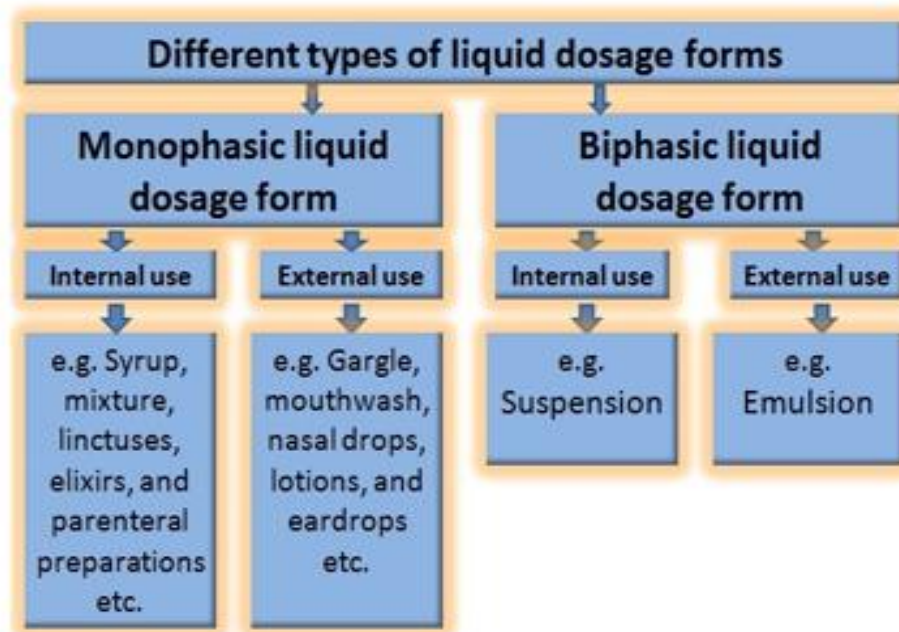 Different types of liquid dosage forms
Monophasic liquid
dosage form
Biphasic liquid
dosage form
Internal use
External use
Internal use
External use
e.g. Syrup,
mixture,
linctuses,
elixirs, and
parenteral
preparations
etc.
e.g. Gargle,
mouthwash,
nasal drops,
lotions, and
eardrops
etc.
e.g.
Suspension
e.g.
Emulsion